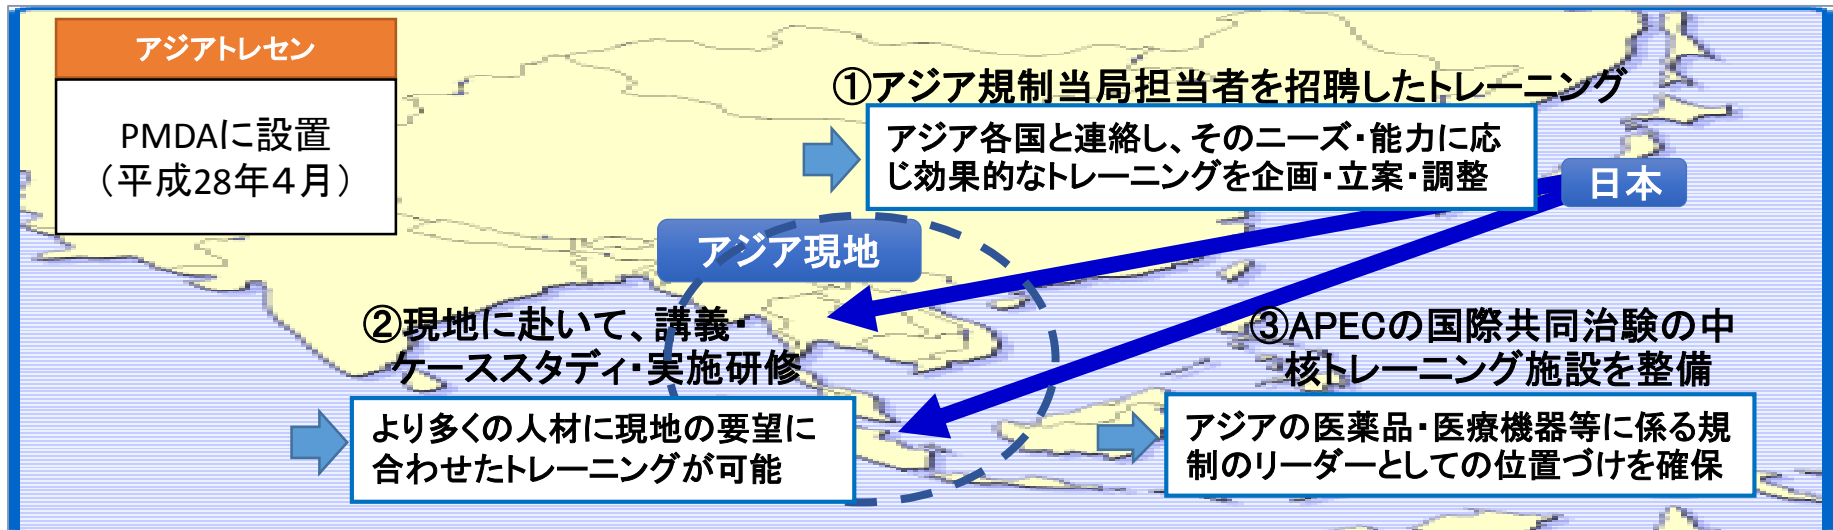 アジアトレセン
PMDAに設置
（平成28年４月）
①アジア規制当局担当者を招聘したトレーニング
アジア各国と連絡し、そのニーズ・能力に応
じ効果的なトレーニングを企画・立案・調整
日本
アジア現地
②現地に赴いて、講義・
ケーススタディ・実施研修
より多くの人材に現地の要望に
合わせたトレーニングが可能
③APECの国際共同治験の中
核トレーニング施設を整備
アジアの医薬品・医療機器等に係る規
制のリーダーとしての位置づけを確保